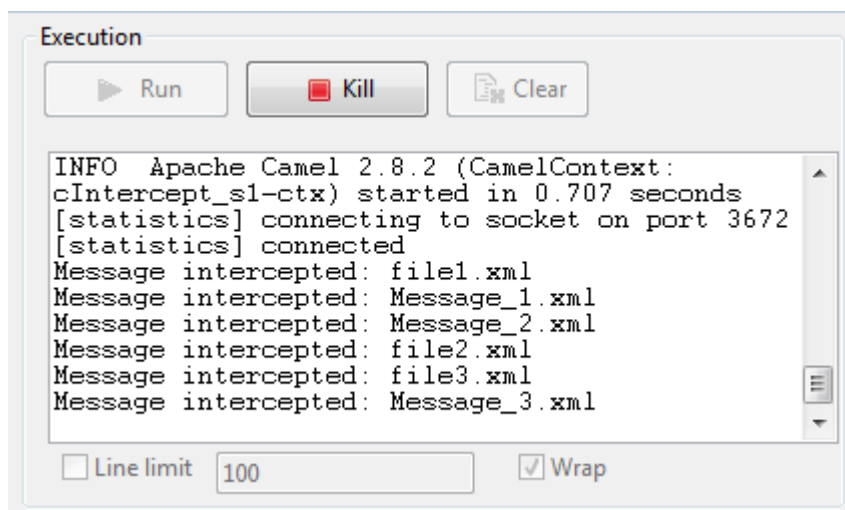 Execution
Run Kill Clear
INFO  Apache Camel 2.8.2 (CamelContext:
cIntercept_s1-ctx) started in 0.707 seconds
[statistics] connecting to socket on port 3672
[statistics] connected
Message intercepted: file1.xml
Message intercepted: Message_1.xml
Message intercepted: Message_2.xml
Message intercepted: file2.xml
Message intercepted: file3.xml
Message intercepted: Message_3.xml
Line limit 100 Wrap